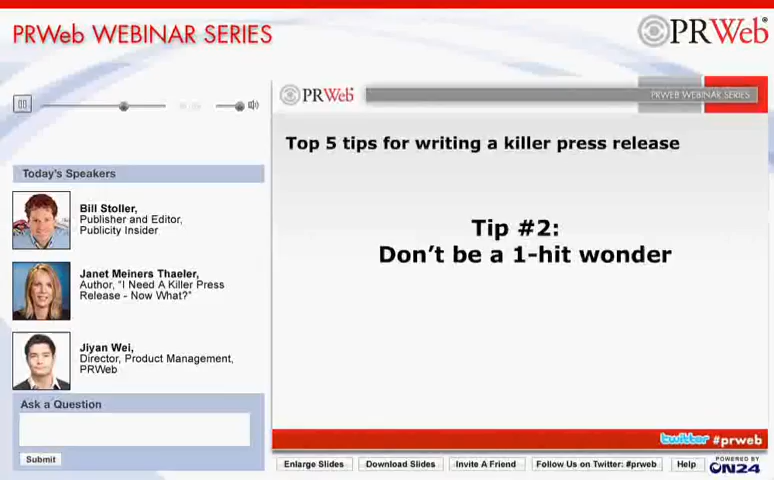 PRWeb WEBINAR SERIES
PRWeb®
PRWeb
PRWEB WEBINAR SERIES
Top 5 tips for writing a killer press release
Tip #2:
Don't be a 1-hit wonder
Today's Speakers
Bill Stoller,
Publisher and Editor,
Publicity Insider
Janet Meiners Thaeler,
Author, "I Need A Killer Press
Release - Now What?"
Jiyan Wei,
Director, Product Management,
PRWeb
Ask a Question
Submit
twitter #prweb
Enlarge Slides
Download Slides
Invite A Friend
Follow Us on Twitter: #prweb
Help
POWERED BY
ON24